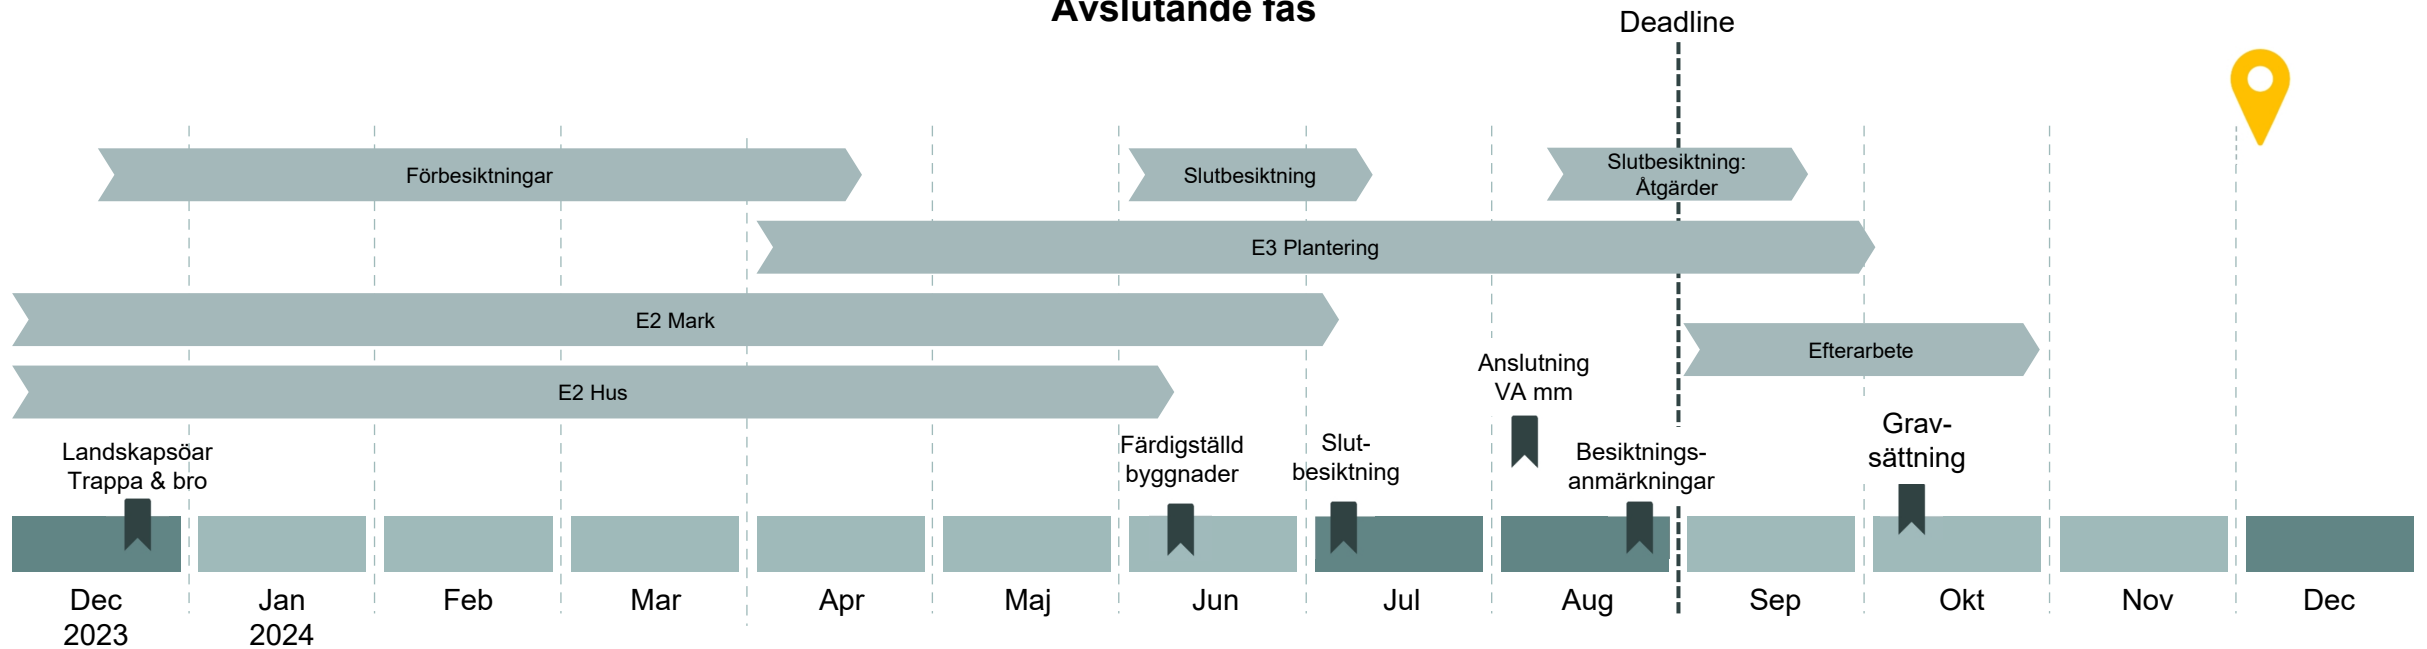 Avslutande fas
Deadline
Förbesiktningar
Slutbesiktning
Slutbesiktning:
Åtgärder
E3 Plantering
E2 Mark
Efterarbete
E2 Hus
Anslutning
VA mm
Landskapsöar
Trappa & bro
Färdigställd
byggnader
Slut-
besiktning
Besiktnings-
anmärkningar
Grav-
sättning
Dec
2023
Jan
2024
Feb
Mar
Apr
Maj
Jun
Jul
Aug
Sep
Okt
Nov
Dec